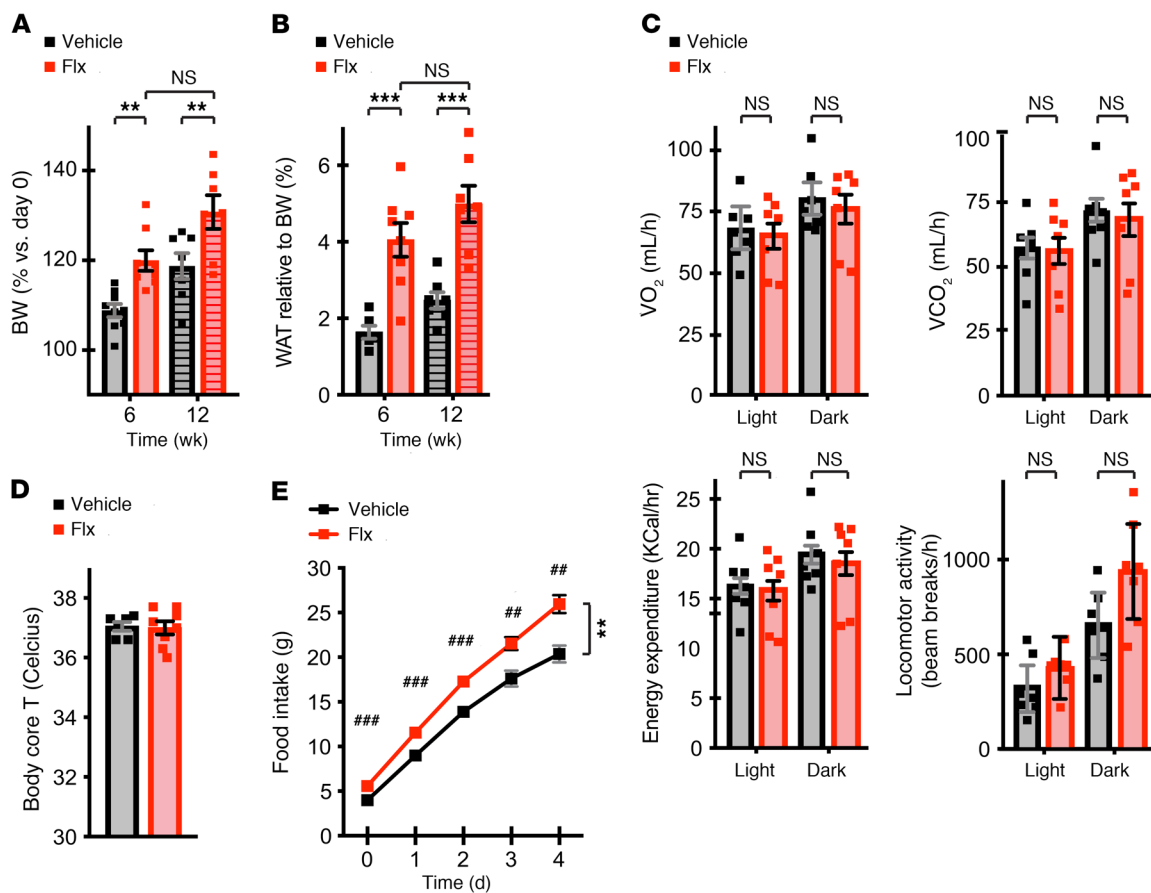 A
Vehicle
Flx
NS
**
**
BW (% vs. day 0)
140
120
100
6
12
Time (wk)
B
Vehicle
Flx
NS
***
***
WAT relative to BW (%)
6
4
2
0
6
12
Time (wk)
C
Vehicle
Flx
NS
NS
VO2 (mL/h)
100
75
50
25
0
Light
Dark
NS
NS
VCO2 (mL/h)
100
75
50
25
0
Light
Dark
D
Vehicle
Flx
Body core T (Celcius)
38
36
34
32
30
E
Vehicle
Flx
Food intake (g)
30
25
20
15
10
5
0
###
###
###
##
##
**
0
1
2
3
4
Time (d)
NS
NS
Energy expenditure (KCal/hr)
25
20
15
10
5
0
Light
Dark
NS
NS
Locomotor activity
(beam breaks/h)
1000
500
0
Light
Dark